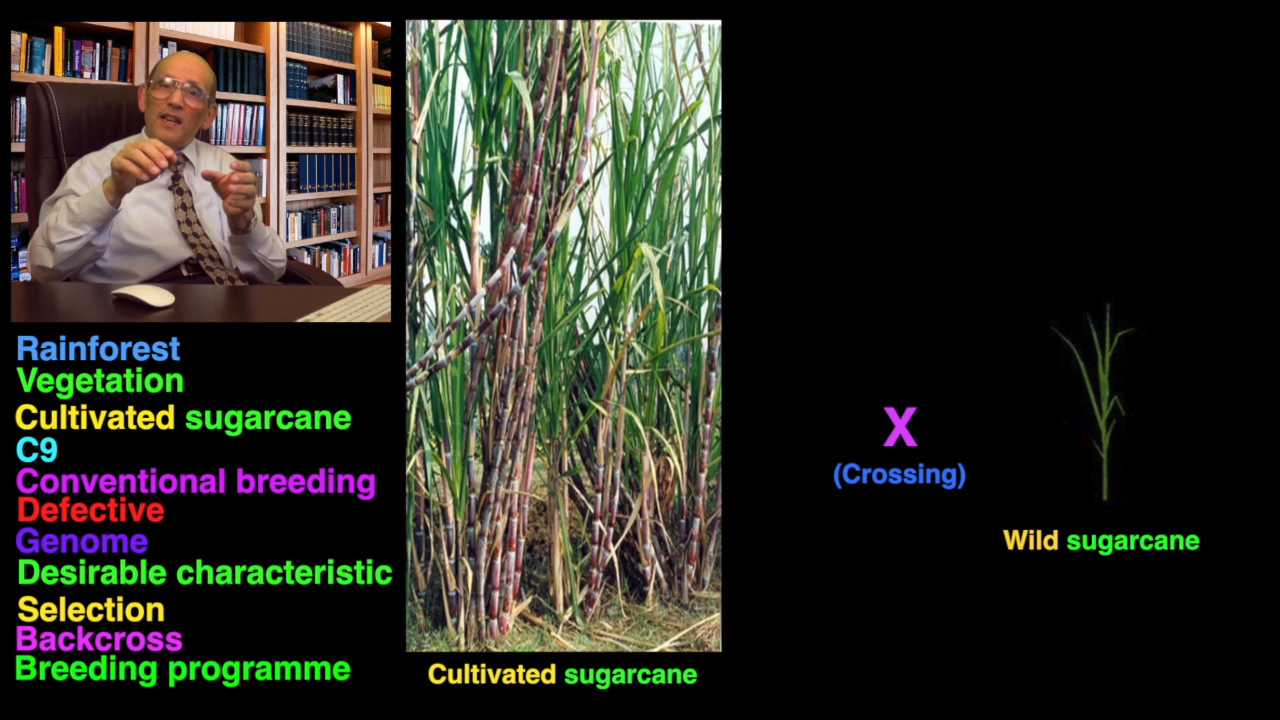 Rainforest
Vegetation
Cultivated sugarcane
C9
Conventional breeding
Defective
Genome
Desirable characteristic
Selection
Backcross
Breeding programme
Cultivated sugarcane
X
(Crossing)
Wild sugarcane